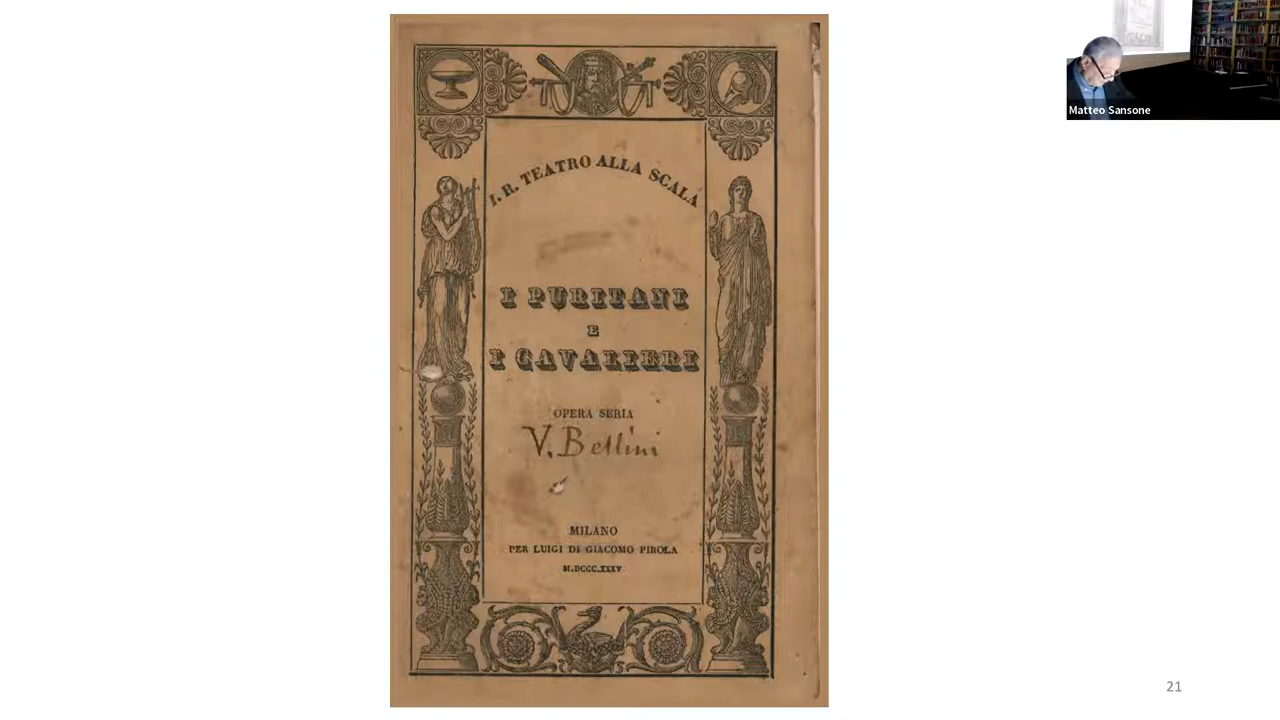 I. R. TEATRO ALLA SCALA
I PURITANI
E
I CAVALIERI
OPERA SERIA
V. Bellini
MILANO
PER LUIGI DI GIACOMO PIROLA
M.DCCC.XXXV
Matteo Sansone
21